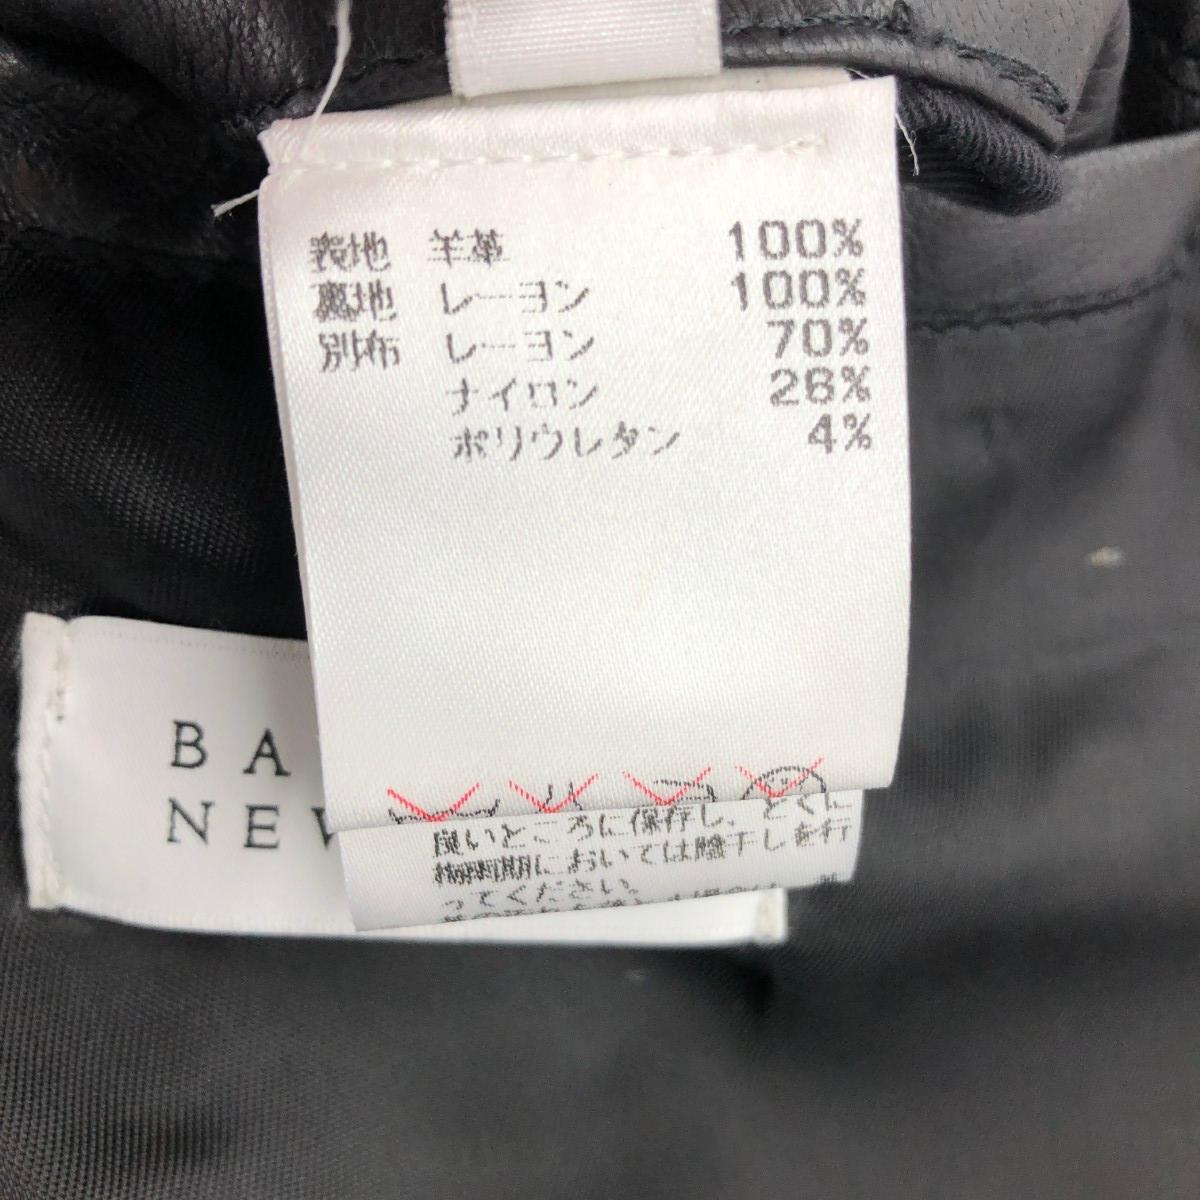 表地 羊革 100%
裏地 レーヨン 100%
別布 レーヨン 70%
ナイロン 26%
ポリウレタン 4%
BA
NEW
良いところに保存し、とくに
梅雨期においては陰干しを行
ってください。